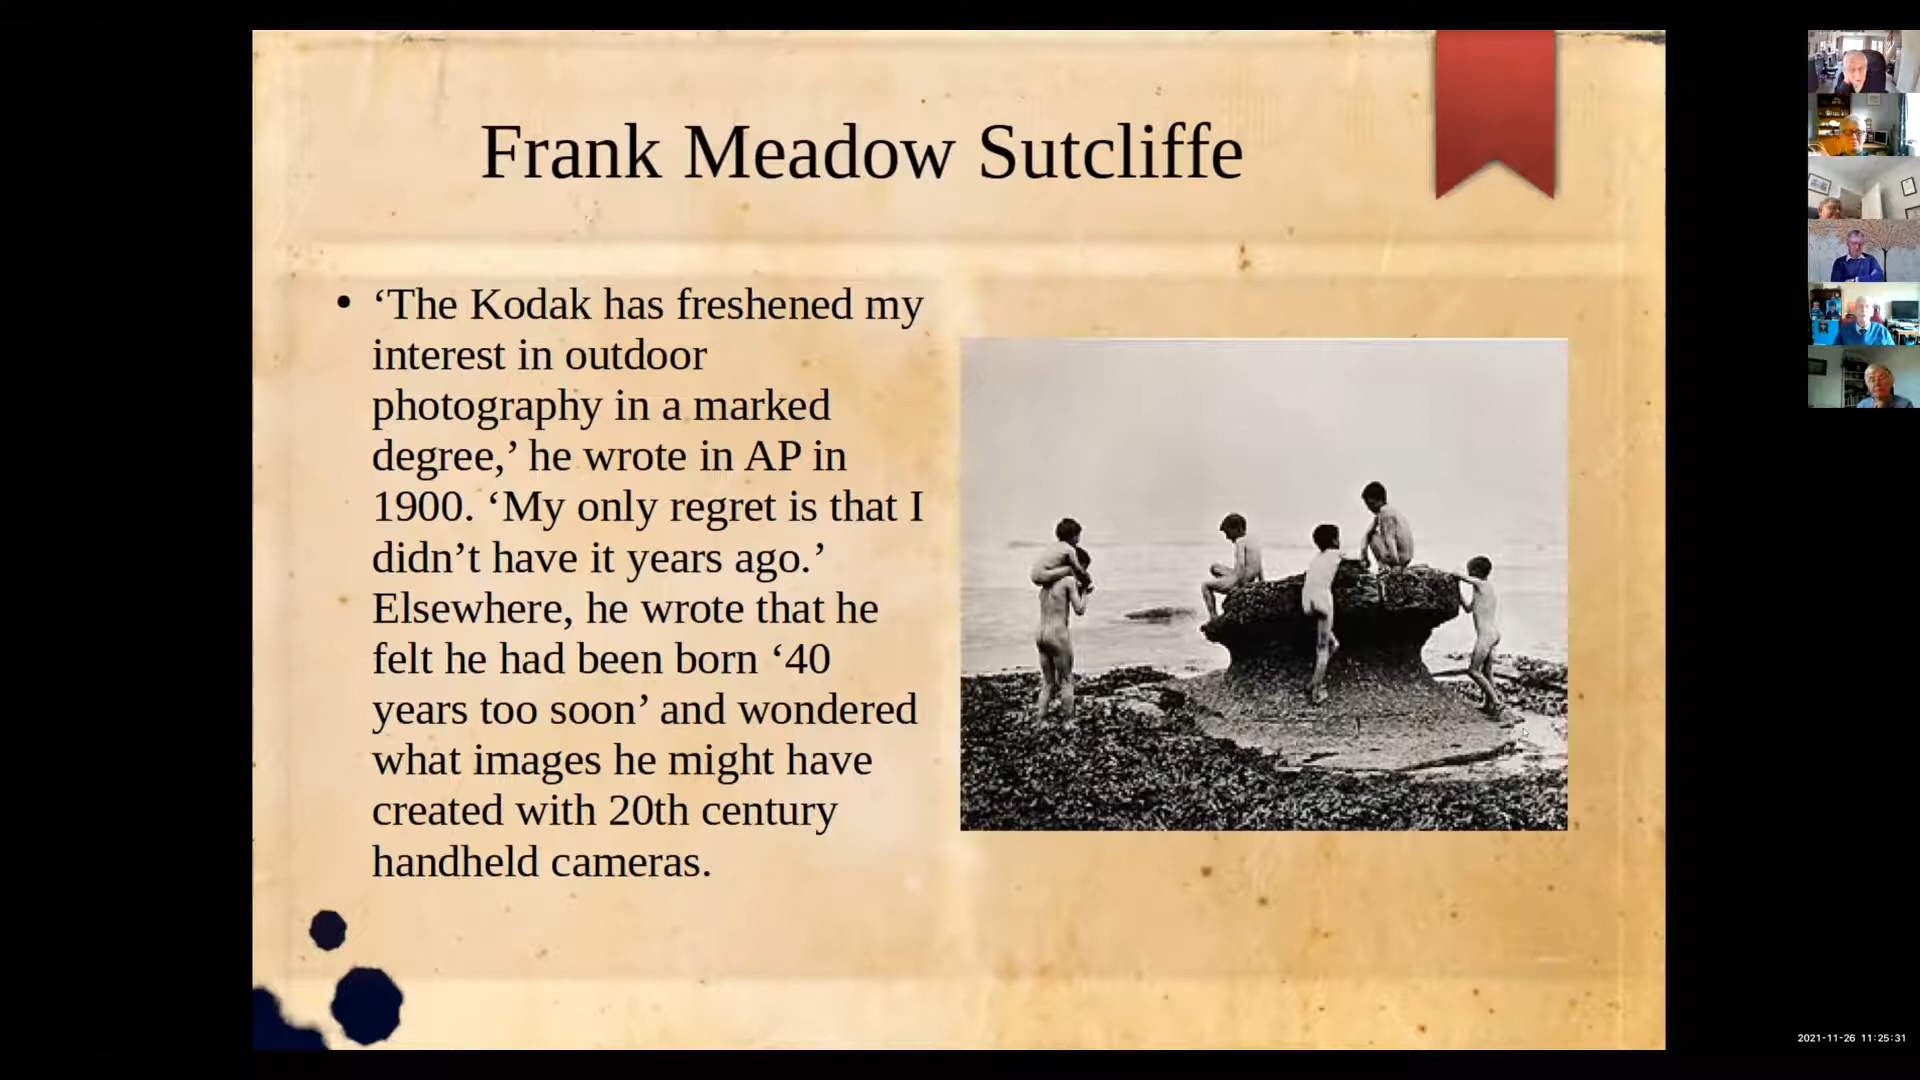 Frank Meadow Sutcliffe
• ‘The Kodak has freshened my
interest in outdoor
photography in a marked
degree,’ he wrote in AP in
1900. ‘My only regret is that I
didn’t have it years ago.’
Elsewhere, he wrote that he
felt he had been born ‘40
years too soon’ and wondered
what images he might have
created with 20th century
handheld cameras.
2021-11-26 11:25:31